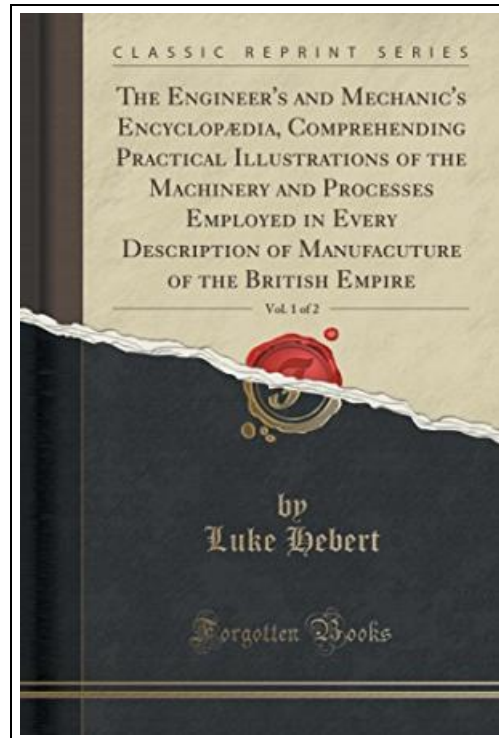 CLASSIC REPRINT SERIES
THE ENGINEER'S AND MECHANIC'S
ENCYCLOPÆDIA, COMPREHENDING
PRACTICAL ILLUSTRATIONS OF THE
MACHINERY AND PROCESSES
EMPLOYED IN EVERY
DESCRIPTION OF MANUFACUTURE
OF THE BRITISH EMPIRE
Vol. 1 of 2
by
Luke Hebert
Forgotten Books